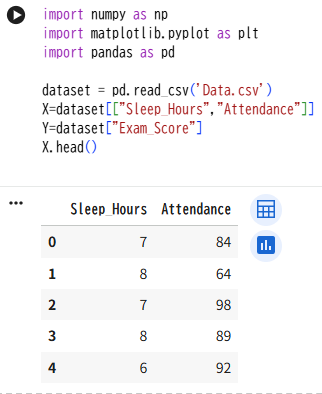 import numpy as np
import matplotlib.pyplot as plt
import pandas as pd
dataset = pd.read_csv('Data.csv')
X=dataset[["Sleep_Hours","Attendance"]]
Y=dataset["Exam_Score"]
X.head()
Sleep_Hours Attendance
0 7 84
1 8 64
2 7 98
3 8 89
4 6 92